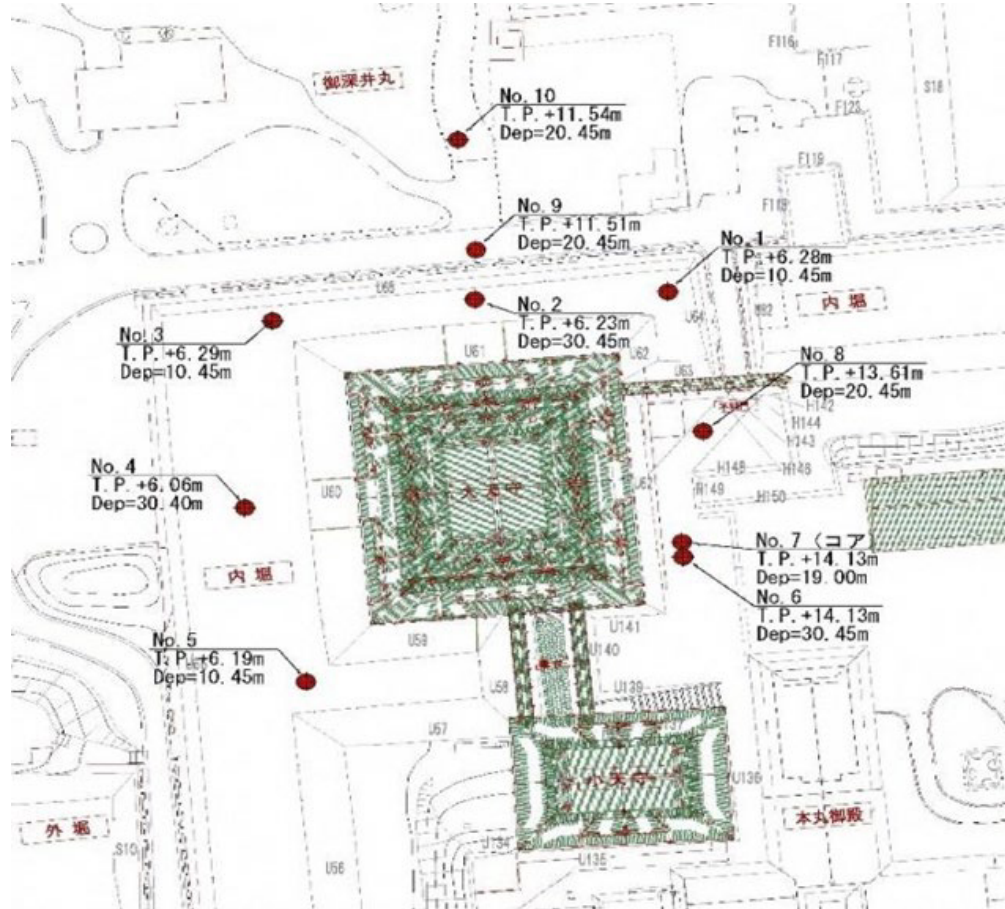 F116
F117
S18
御深井丸
No. 10
T. P. +11. 54m
Dep=20. 45m
F123
F119
F118
No. 9
T. P. +11. 51m
Dep=20. 45m
No. 1
T. P. +6. 28m
Dep=10. 45m
U65
内堀
No. 2
T. P. +6. 23m
Dep=30. 45m
U64
No. 3
T. P. +6. 29m
Dep=10. 45m
U61
U62
U63
No. 8
T. P. +13. 61m
Dep=20. 45m
H142
H144
H143
H146
H148
H149
H150
No. 4
T. P. +6. 06m
Dep=30. 40m
U60
大天守
No. 7 (コア
T. P. +14. 13m
Dep=19. 00m
内堀
No. 6
T. P. +14. 13m
Dep=30. 45m
U59
U141
U140
No. 5
T. P. +6. 19m
Dep=10. 45m
U58
U139
U57
小天守
U136
本丸御殿
外堀
S10
U134
U135
U56